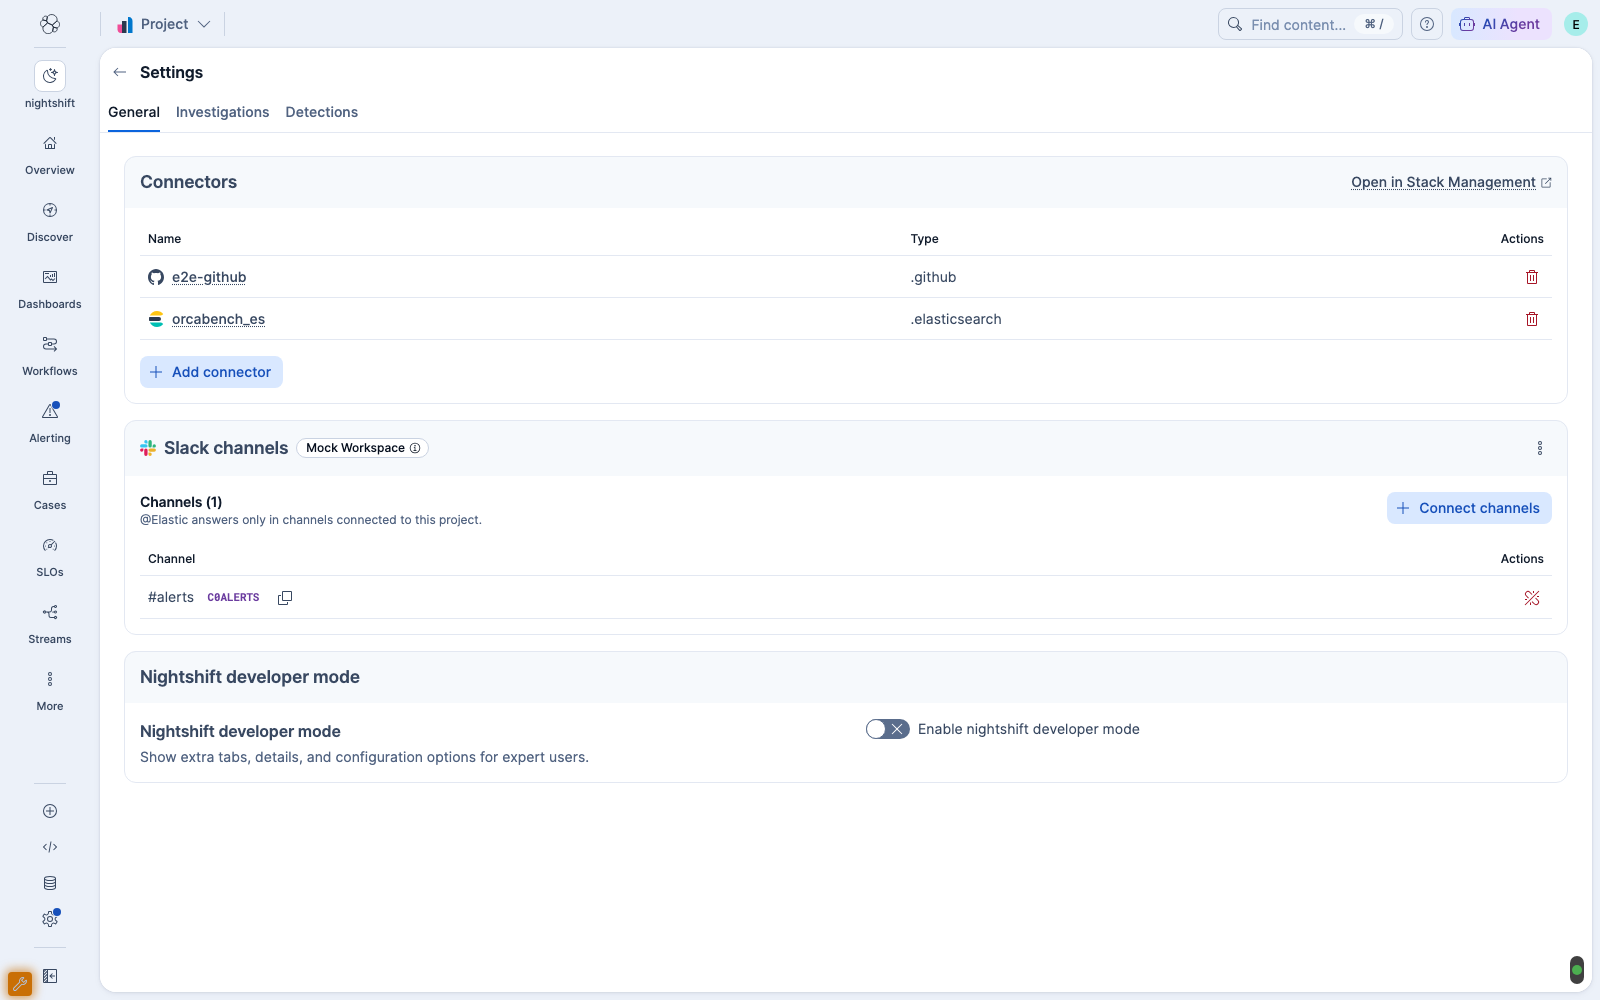 Project
Find content...
⌘ /
AI Agent
E
nightshift
Overview
Discover
Dashboards
Workflows
Alerting
Cases
SLOs
Streams
More
Settings
General Investigations Detections
Connectors
Open in Stack Management
Name Type Actions
e2e-github .github
orcabench_es .elasticsearch
Add connector
Slack channels Mock Workspace
Channels (1)
@Elastic answers only in channels connected to this project.
Connect channels
Channel Actions
#alerts C0ALERTS
Nightshift developer mode
Nightshift developer mode
Show extra tabs, details, and configuration options for expert users.
Enable nightshift developer mode